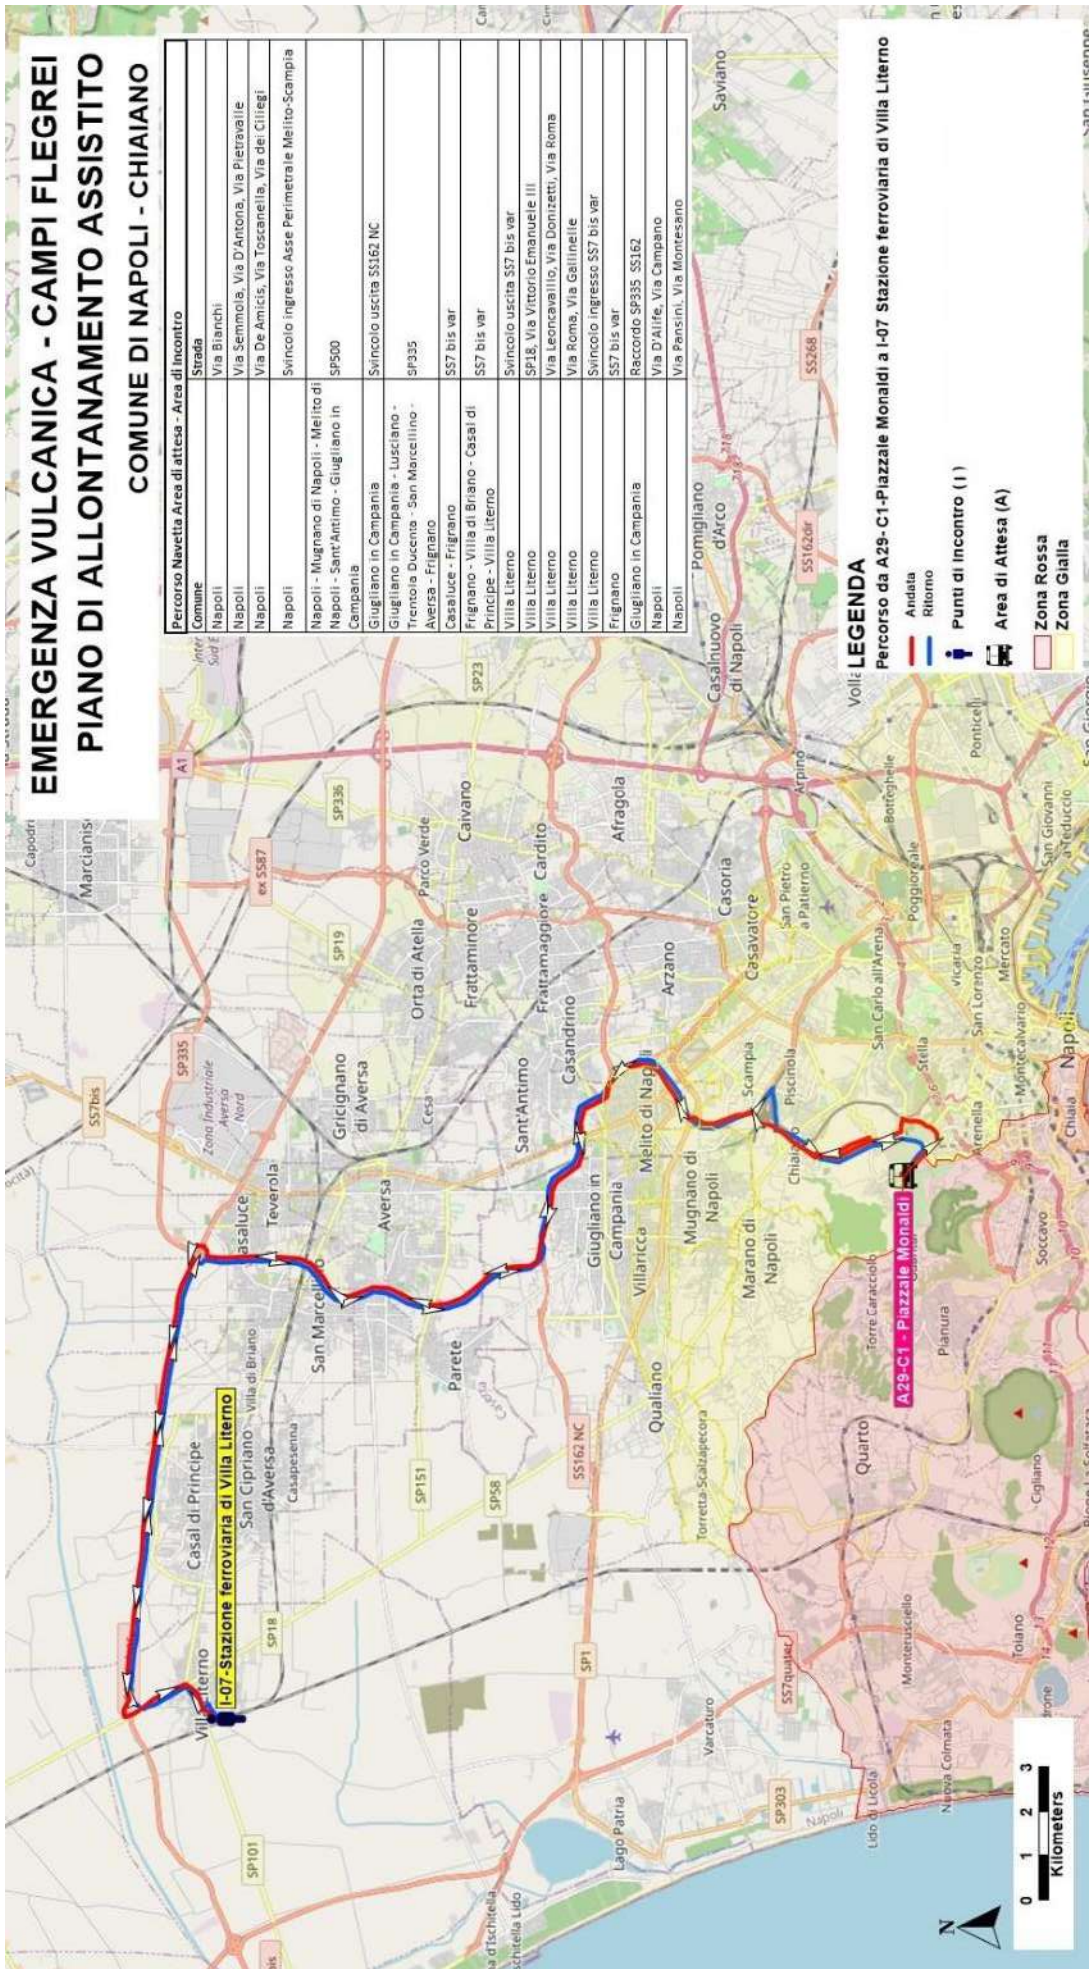 EMERGENZA VULCANICA - CAMPI FLEGREI
PIANO DI ALLONTANAMENTO ASSISTITO
COMUNE DI NAPOLI - CHIAIANO
Percorso Navetta Area di attesa - Area di Incontro
Comune Strada
Napoli Via Bianchi
Napoli Via Semmola, Via D'Antona, Via Pietravalle
Napoli Via De Amicis, Via Toscanella, Via dei Ciliegi
Napoli Svincolo ingresso Asse Perimetrale Melito-Scampia
Napoli - Mugnano di Napoli - Melito di
Napoli - Sant'Antimo - Giugliano in
Campania SP500
Giugliano in Campania Svincolo uscita SS162 NC
Giugliano in Campania - Lusciano -
Trentola Ducenta - San Marcellino -
Aversa - Frignano SP335
Casaluce - Frignano SS7 bis var
Frignano - Villa di Briano - Casal di
Principe - Villa Literno SS7 bis var
Villa Literno Svincolo uscita SS7 bis var
Villa Literno SP18, Via Vittorio Emanuele III
Villa Literno Via Leoncavallo, Via Donizetti, Via Roma
Villa Literno Via Roma, Via Gallinelle
Villa Literno Svincolo ingresso SS7 bis var
Frignano SS7 bis var
Giugliano in Campania Raccordo SP335 SS162
Napoli Via D'Alife, Via Campano
Napoli Via Pansini, Via Montesano
LEGENDA
Percorso da A29- C1-Piazzale Monaldi a I-07 Stazione ferroviaria di Villa Literno
Andata
Ritorno
Punti di Incontro ( I )
Area di Attesa (A)
Zona Rossa
Zona Gialla
I-07-Stazione ferroviaria di Villa Literno
A29-C1 - Piazzale Monaldi
N
0 1 2 3
Kilometers
Capodri
Marcianis
A1
SP336
ex SS87
SP19
SP335
SS7bis
Zona Industriale
Aversa
Nord
Saviano
SP23
Caivano
Parco Verde
Orta di Atella
Frattaminore
Cardito
Frattamaggiore
Afragola
Casoria
Casavatore
Arzano
Casandrino
Sant'Antimo
Gricignano
di Aversa
Cesa
Teverola
Aversa
San Marcellino
Villa di Briano
San Cipriano
d'Aversa
Casapesenna
Casal di Principe
SP18
SP101
SP151
SP58
Parete
Caserta
SS162 NC
SP1
Giugliano in
Campania
Villaricca
Qualiano
Melito di Napoli
Mugnano di
Napoli
Marano di
Napoli
Torretta-Scalzapecora
Scampia
Piscinola
Chiaiano
Pomigliano
d'Arco
Casalnuovo
di Napoli
SS268
SS162dir
Volla
Arpino
Ponticelli
Botteghelle
San Giovanni
a Teduccio
Poggioreale
San Pietro
a Patierno
San Carlo all'Arena
Vicaria
Mercato
San Lorenzo
Stella
Montecalvario
Arenella
Chiaia
Napoli
Soccavo
Pianura
Torre Caracciolo
Quarto
Cigliano
Toiano
Monterusciello
SS7quater
Varcaturo
SP303
Lago Patria
Lido di Licola
Nuova Colmata
Napoli